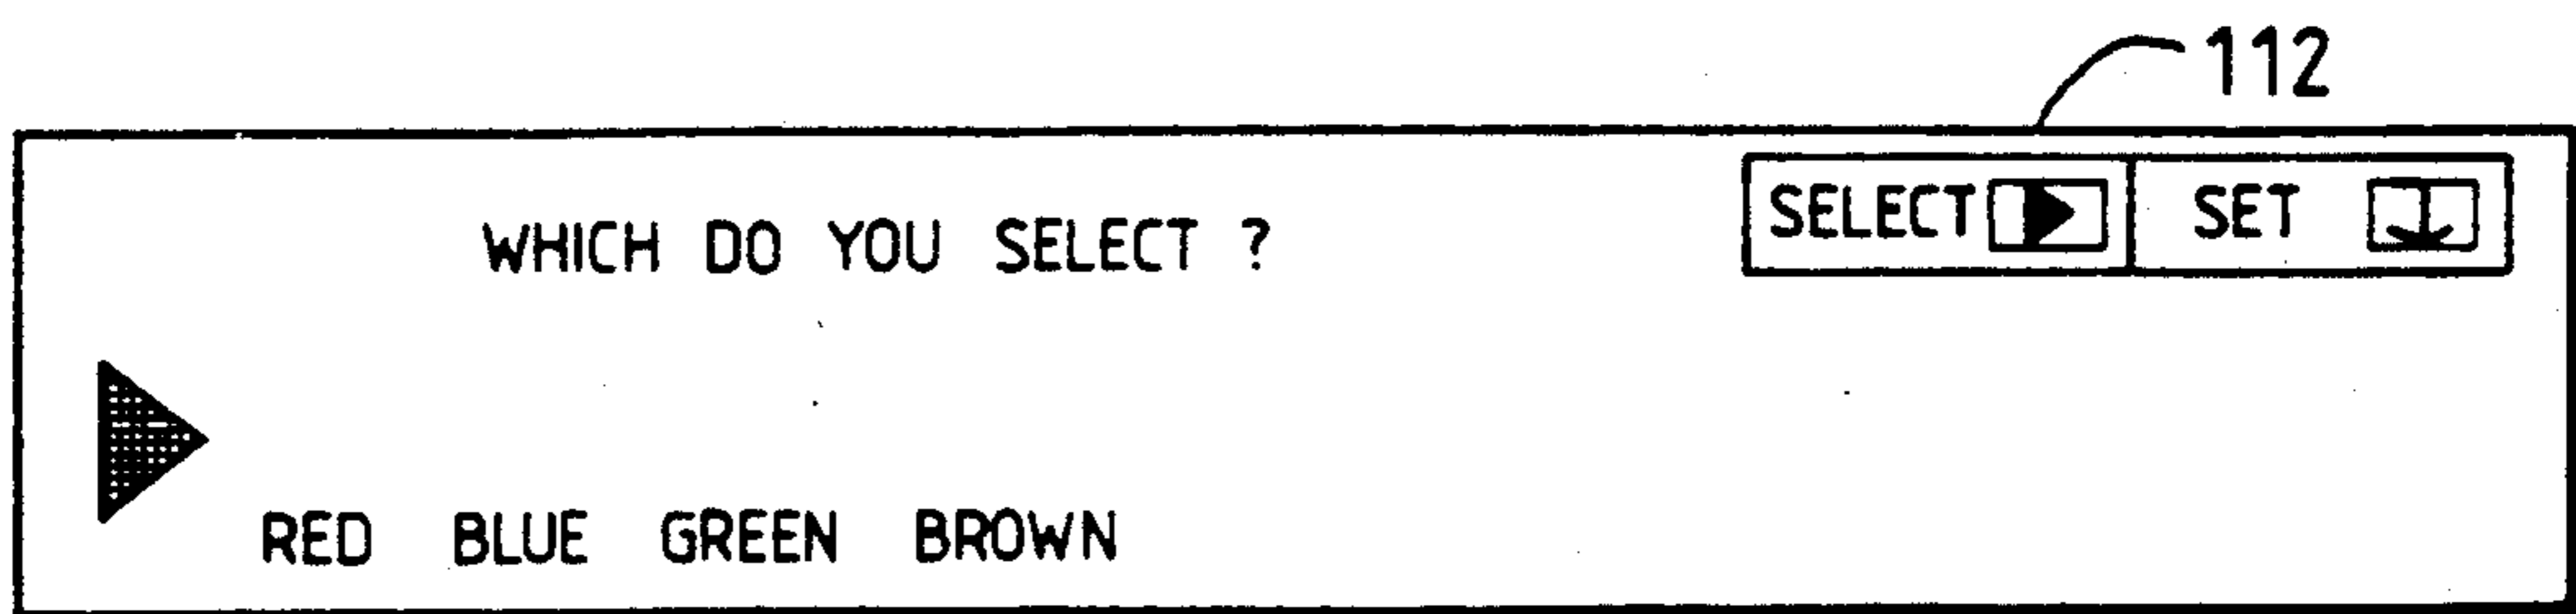 112
SELECT SET
WHICH DO YOU SELECT ?
RED BLUE GREEN BROWN